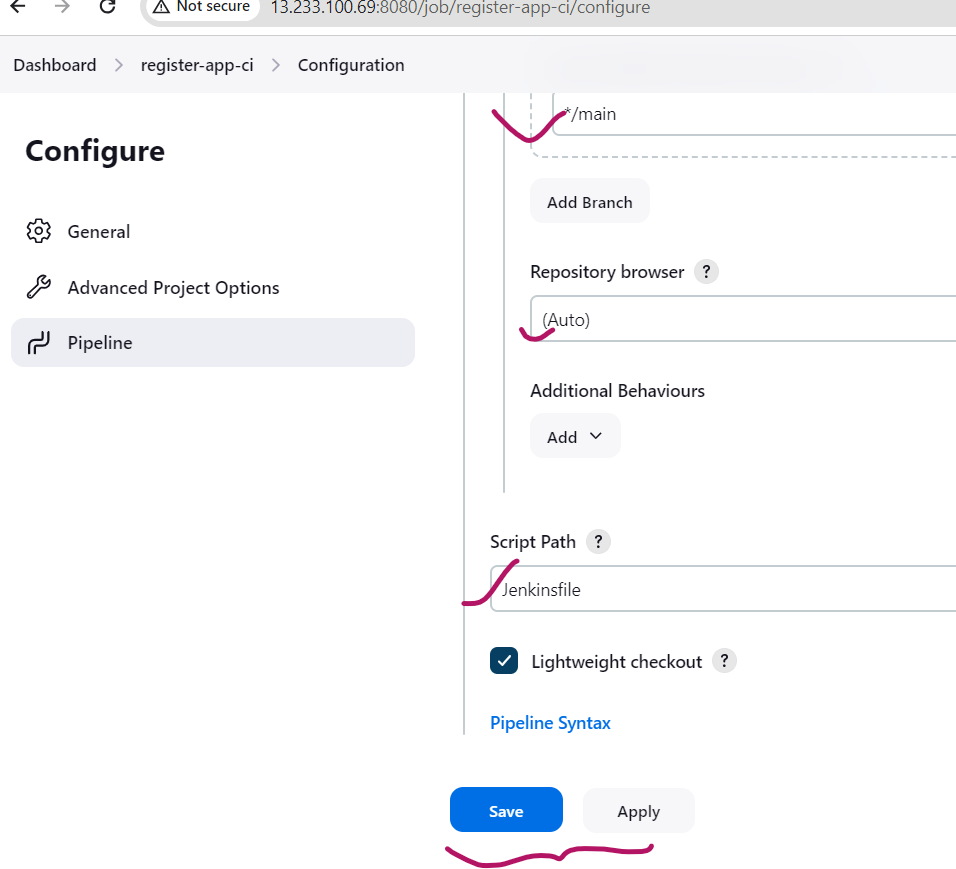 Not secure 13.233.100.69:8080/job/register-app-ci/configure
Dashboard > register-app-ci > Configuration
Configure
General
Advanced Project Options
Pipeline
*/main
Add Branch
Repository browser ?
(Auto)
Additional Behaviours
Add
Script Path ?
Jenkinsfile
Lightweight checkout ?
Pipeline Syntax
Save Apply